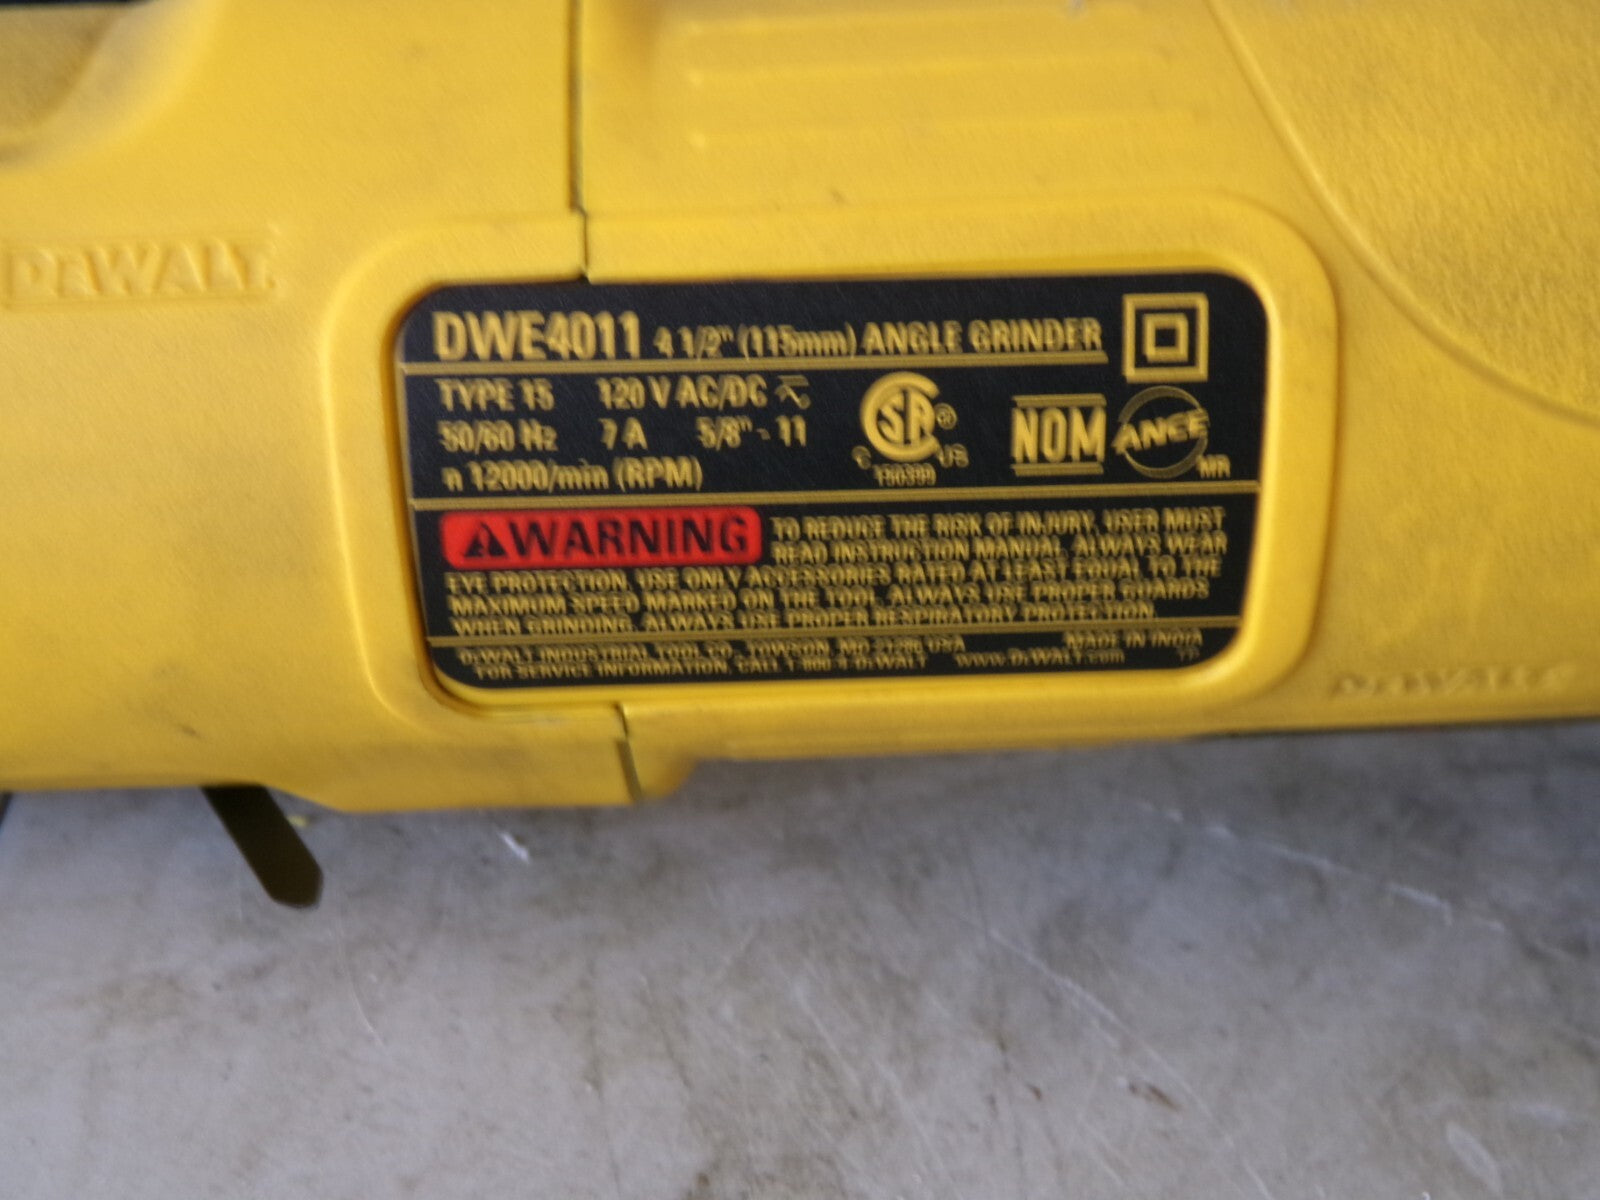 DEWALT
DWE4011 4 1/2" (115mm) ANGLE GRINDER
TYPE 15 120 V AC/DC
50/60 Hz 7 A 5/8" - 11
n 12000/min (RPM)
CSA ®
C US
NOM
ANCE
MR
WARNING TO REDUCE THE RISK OF INJURY, USER MUST
READ INSTRUCTION MANUAL, ALWAYS WEAR
EYE PROTECTION, USE ONLY ACCESSORIES RATED AT LEAST EQUAL TO THE
MAXIMUM SPEED MARKED ON THE TOOL, ALWAYS USE PROPER GUARDS
WHEN GRINDING, ALWAYS USE PROPER RESPIRATORY PROTECTION.
DEWALT INDUSTRIAL TOOL CO., TOWSON, MD 21286 USA MADE IN INDIA
FOR SERVICE INFORMATION, CALL 1-800-4-DEWALT www.DEWALT.com
DEWALT